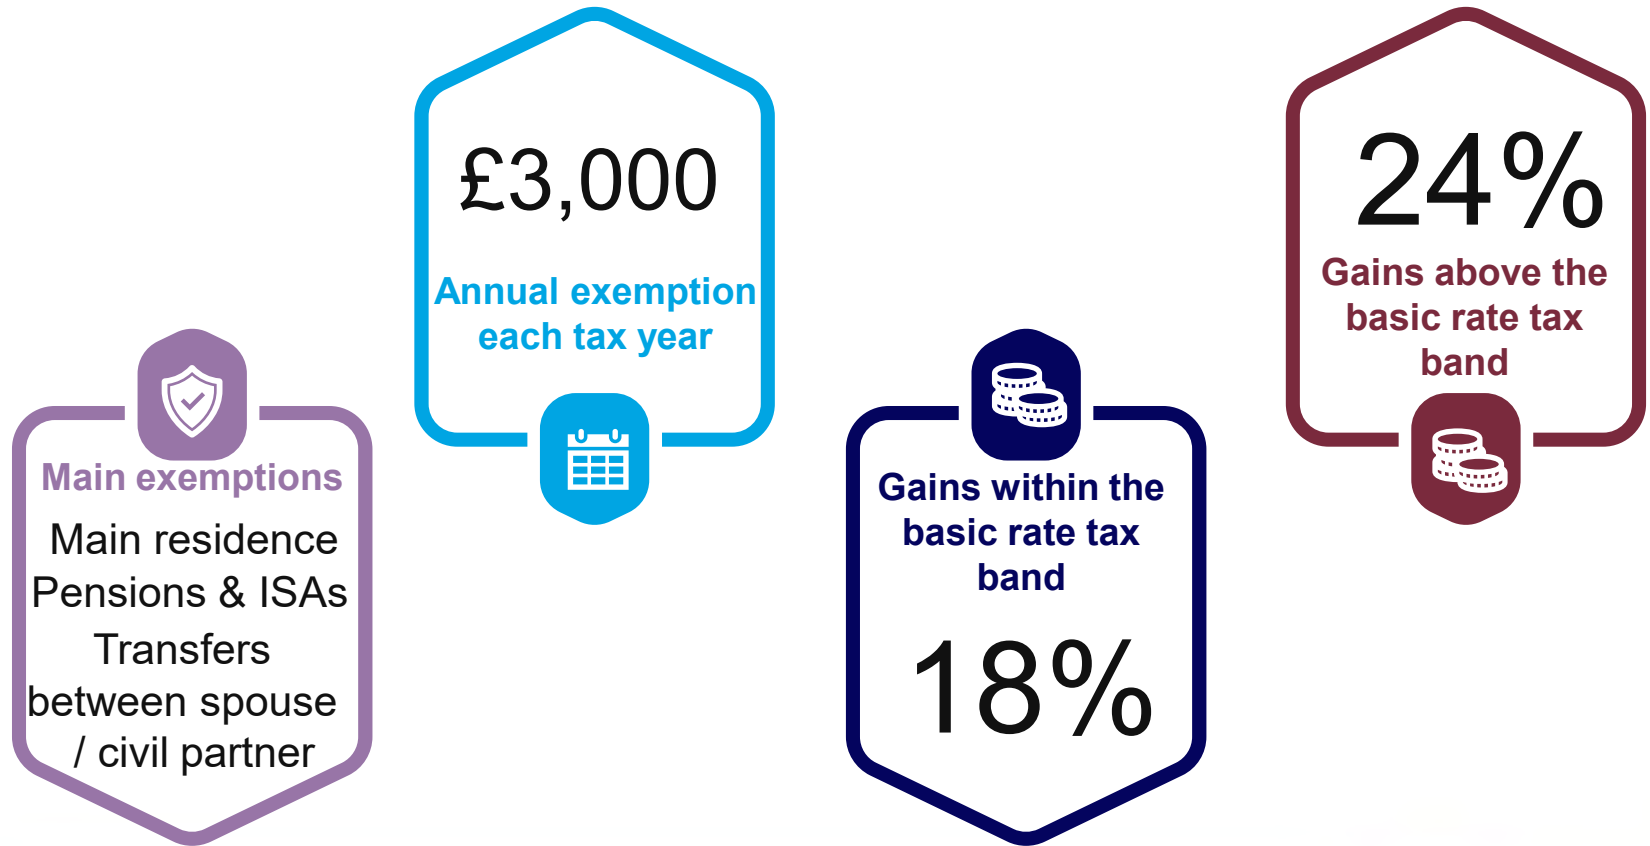 Main exemptions
Main residence
Pensions & ISAs
Transfers
between spouse
/ civil partner
£3,000
Annual exemption
each tax year
Gains within the
basic rate tax
band
18%
24%
Gains above the
basic rate tax
band